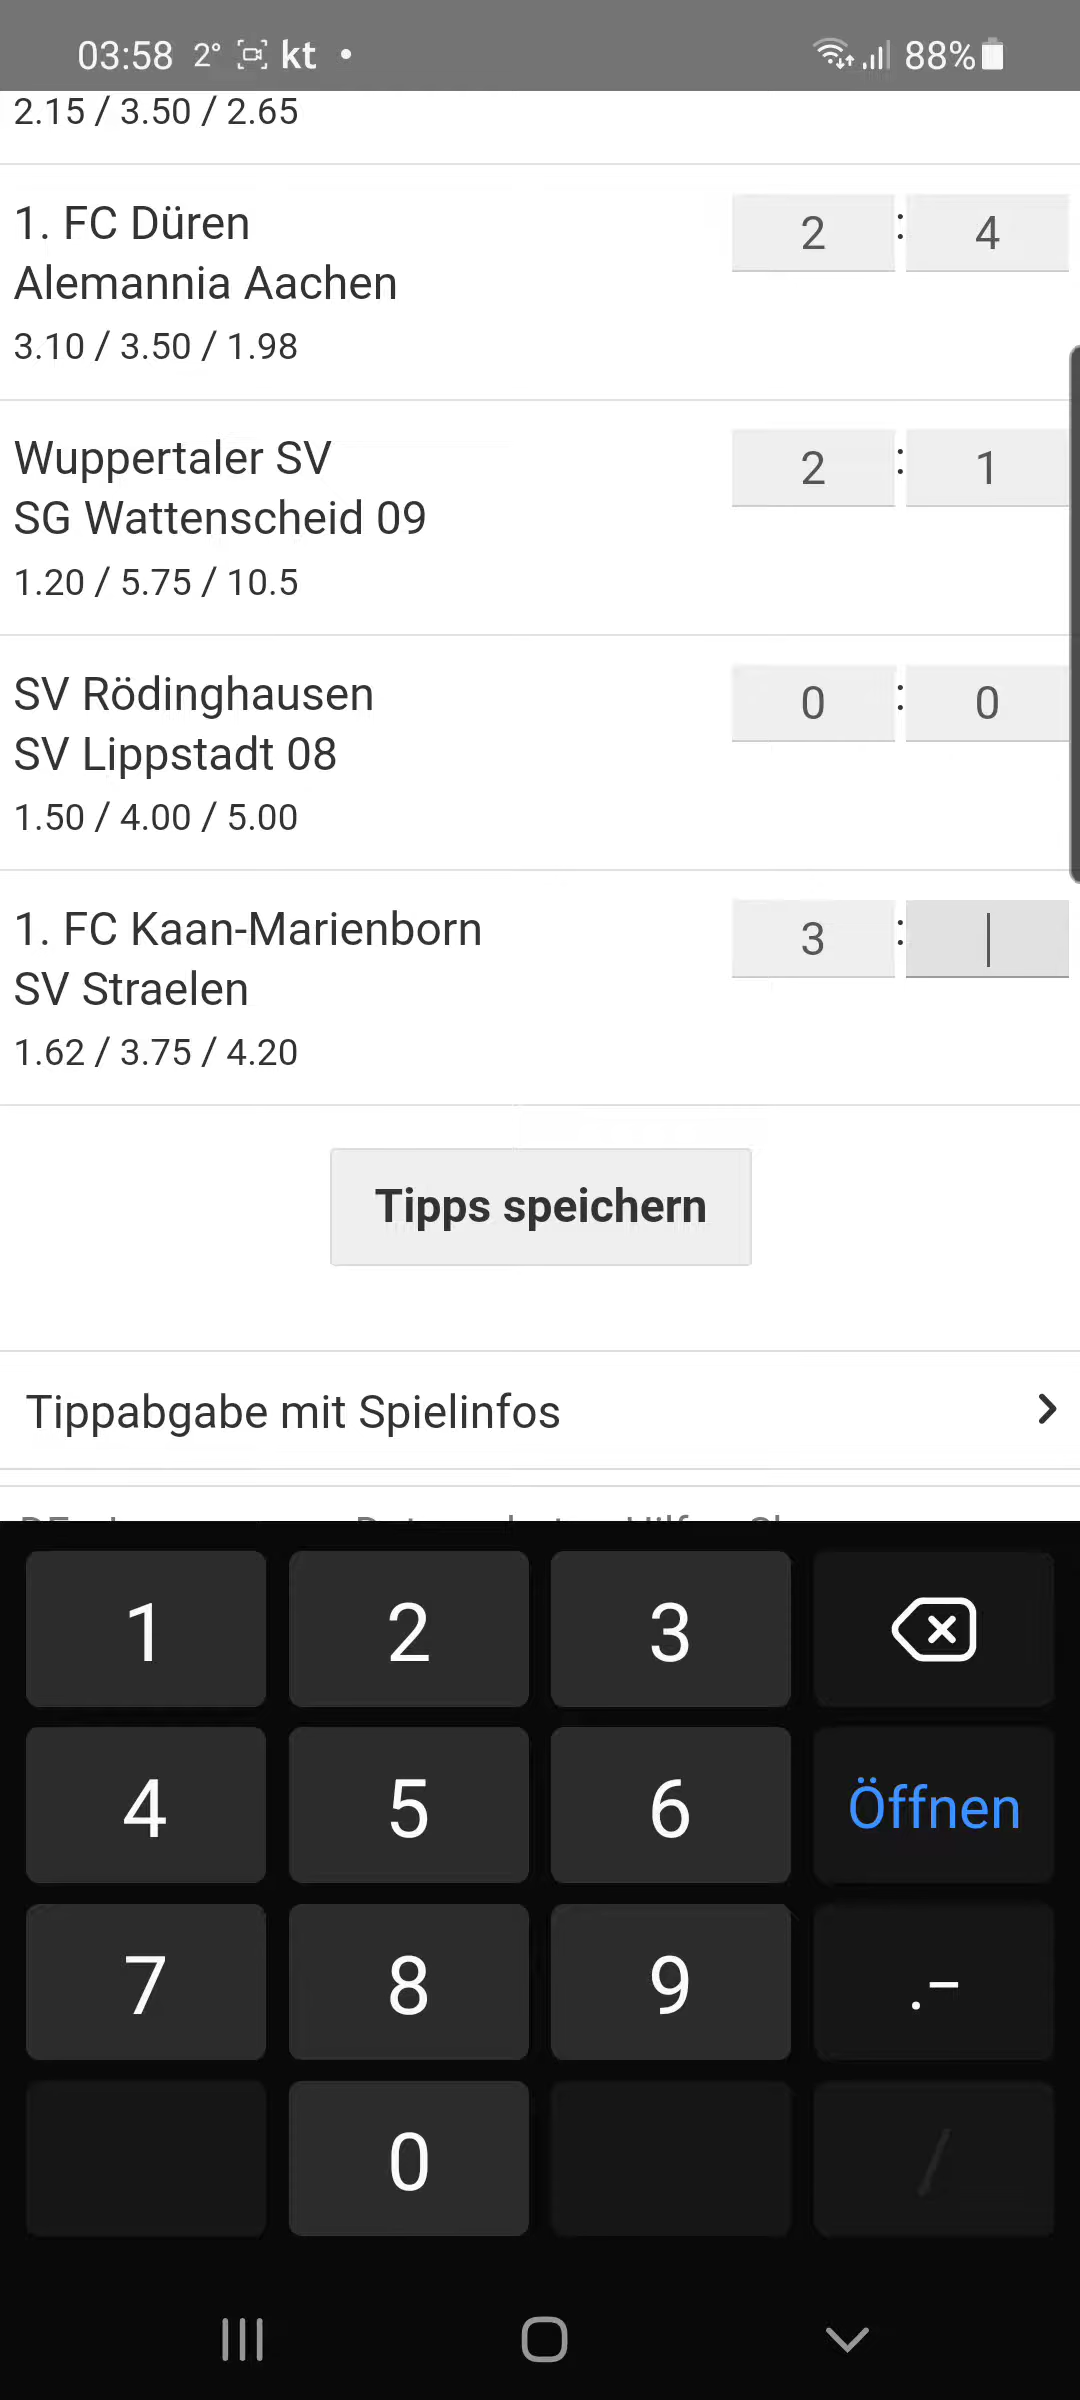 03:58 2° kt • 88%
2.15 / 3.50 / 2.65
1. FC Düren 2 : 4
Alemannia Aachen
3.10 / 3.50 / 1.98
Wuppertaler SV 2 : 1
SG Wattenscheid 09
1.20 / 5.75 / 10.5
SV Rödinghausen 0 : 0
SV Lippstadt 08
1.50 / 4.00 / 5.00
1. FC Kaan-Marienborn 3 :
SV Straelen
1.62 / 3.75 / 4.20
Tipps speichern
Tippabgabe mit Spielinfos
1 2 3
4 5 6 Öffnen
7 8 9 .-
0 /